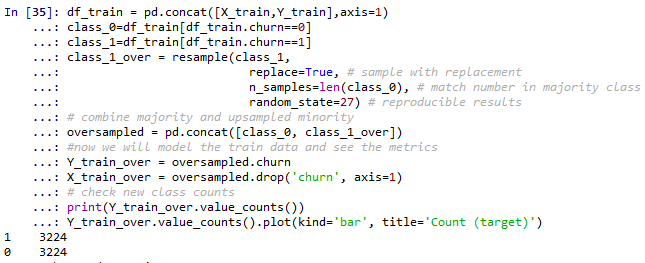 In [35]: df_train = pd.concat([X_train,Y_train],axis=1)
...: class_0=df_train[df_train.churn==0]
...: class_1=df_train[df_train.churn==1]
...: class_1_over = resample(class_1,
...: replace=True, # sample with replacement
...: n_samples=len(class_0), # match number in majority class
...: random_state=27) # reproducible results
...: # combine majority and upsampled minority
...: oversampled = pd.concat([class_0, class_1_over])
...: #now we will model the train data and see the metrics
...: Y_train_over = oversampled.churn
...: X_train_over = oversampled.drop('churn', axis=1)
...: # check new class counts
...: print(Y_train_over.value_counts())
...: Y_train_over.value_counts().plot(kind='bar', title='Count (target)')
1 3224
0 3224